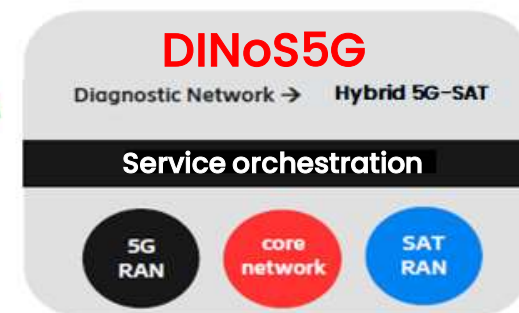 DINoS5G
Diagnostic Network → Hybrid 5G-SAT
Service orchestration
5G RAN
core network
SAT RAN